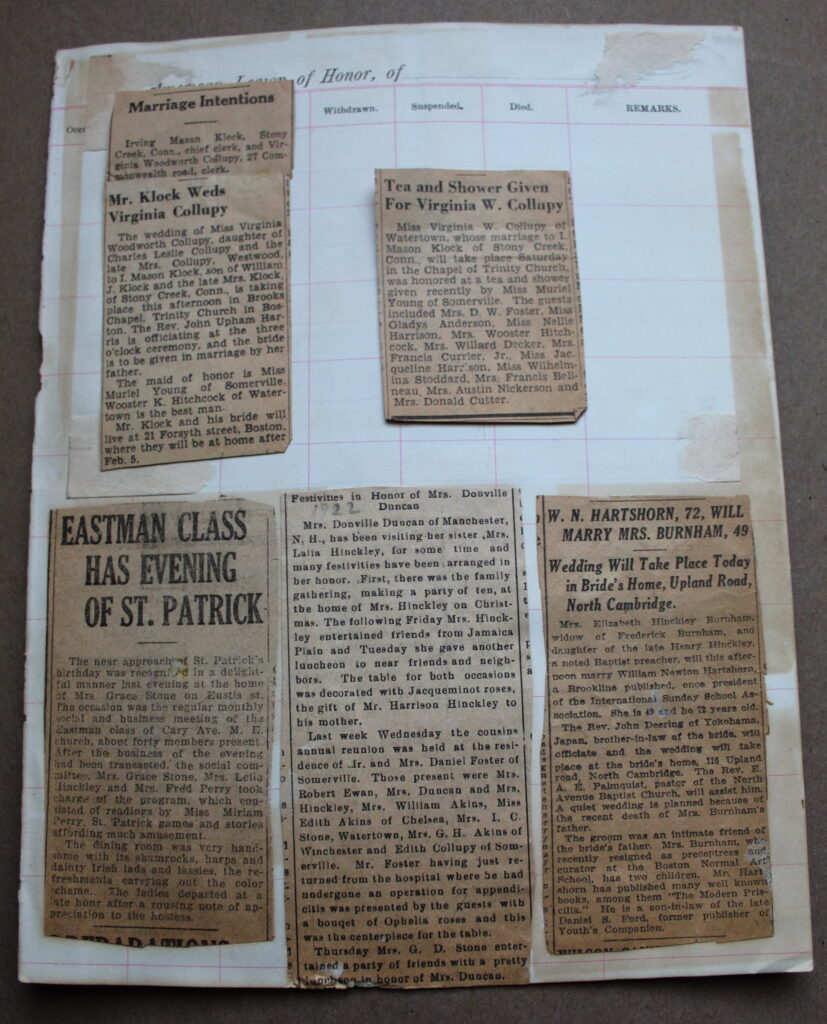 American Legion of Honor, of
Withdrawn.
Suspended.
Died.
REMARKS.
Marriage Intentions
Irving Mason Klock, Stony
Creek, Conn., chief clerk, and Vir-
ginia Woodworth Collupy, 27 Com-
monwealth road, clerk.
Mr. Klock Weds
Virginia Collupy
The wedding of Miss Virginia
Woodworth Collupy, daughter of
Charles Leslie Collupy and the
late Mrs. Collupy, Westwood,
to I. Mason Klock, son of William
J. Klock and the late Mrs. Klock,
of Stony Creek, Conn., is taking
place this afternoon in Brooks
Chapel, Trinity Church in Bos-
ton. The Rev. John Upham Har-
ris is officiating at the three
o'clock ceremony, and the bride
is to be given in marriage by her
father.
The maid of honor is Miss
Muriel Young of Somerville.
Wooster K. Hitchcock of Water-
town is the best man.
Mr. Klock and his bride will
live at 21 Forsyth street, Boston,
where they will be at home after
Feb. 5.
Tea and Shower Given
For Virginia W. Collupy
Miss Virginia W. Collupy of
Watertown, whose marriage to I.
Mason Klock of Stony Creek,
Conn., will take place Saturday
in the Chapel of Trinity Church,
was honored at a tea and shower
given recently by Miss Muriel
Young of Somerville. The guests
included Mrs. D. W. Foster, Miss
Gladys Anderson, Miss Nellie
Harrison, Mrs. Wooster Hitch-
cock, Mrs. Willard Decker, Mrs.
Francis Currier, Jr., Miss Jac-
queline Harrison, Miss Wilhelm-
ina Stoddard, Mrs. Francis Bell-
neau, Mrs. Austin Nickerson and
Mrs. Donald Cutter.
EASTMAN CLASS
HAS EVENING
OF ST. PATRICK
The near approach of St. Patrick's
birthday was recognized in a delight-
ful manner last evening at the home
of Mrs. Grace Stone on Eustis st.
The occasion was the regular monthly
social and business meeting of the
Eastman class of Cary Ave. M. E.
church, about forty members present.
After the business of the evening
had been transacted, the social com-
mittee, Mrs. Grace Stone, Mrs. Lelia
Hinckley and Mrs. Fred Perry took
charge of the program, which con-
sisted of readings by Miss Miriam
Perry, St. Patrick games and stories
affording much amusement.
The dining room was very hand-
some with its shamrocks, harps and
dainty Irish lads and lassies, the re-
freshments carrying out the color
scheme. The ladies departed at a
late hour after a rousing note of ap-
preciation to the hostess.
Festivities in Honor of Mrs. Donville
Duncan
1922
Mrs. Donville Duncan of Manchester,
N. H., has been visiting her sister, Mrs.
Lalia Hinckley, for some time and
many festivities have been arranged in
her honor. First, there was the family
gathering, making a party of ten, at
the home of Mrs. Hinckley on Christ-
mas. The following Friday Mrs. Hinck-
ley entertained friends from Jamaica
Plain and Tuesday she gave another
luncheon to near friends and neigh-
bors. The table for both occasions
was decorated with Jacqueminot roses,
the gift of Mr. Harrison Hinckley to
his mother.
Last week Wednesday the cousins
annual reunion was held at the resi-
dence of Mr. and Mrs. Daniel Foster of
Somerville. Those present were Mrs.
Robert Ewan, Mrs. Duncan and Mrs.
Hinckley, Mrs. William Akins, Miss
Edith Akins of Chelsea, Mrs. I. C.
Stone, Watertown, Mrs. G. H. Akins of
Winchester and Edith Collupy of Som-
erville. Mr. Foster having just re-
turned from the hospital where he had
undergone an operation for appendi-
citis was presented by the guests with
a bouqet of Ophelia roses and this
was the centerpiece for the table.
Thursday Mrs. G. D. Stone enter-
tained a party of friends with a pretty
luncheon in honor of Mrs. Duncan.
W. N. HARTSHORN, 72, WILL
MARRY MRS. BURNHAM, 49
Wedding Will Take Place Today
in Bride's Home, Upland Road,
North Cambridge.
Mrs. Elizabeth Hinckley Burnham,
widow of Frederick Burnham, and
daughter of the late Henry Hinckley,
a noted Baptist preacher, will this after-
noon marry William Newton Hartshorn,
a Brookline published, once president
of the International Sunday School As-
sociation. She is 49 and he 72 years old.
The Rev. John Deering of Yokohama,
Japan, brother-in-law of the bride, will
officiate and the wedding will take
place at the bride's home, 116 Upland
road, North Cambridge. The Rev. E.
A. E. Palmquist, pastor of the North
Avenue Baptist Church, will assist him.
A quiet wedding is planned because of
the recent death of Mrs. Burnham's
father.
The groom was an intimate friend of
the bride's father. Mrs. Burnham, who
recently resigned as preceptress and
curator at the Boston Normal Art
School, has two children. Mr. Hart-
shorn has published many well known
books, among them "The Modern Pris-
cilla." He is a son-in-law of the late
Daniel S. Ford, former publisher of
Youth's Companion.